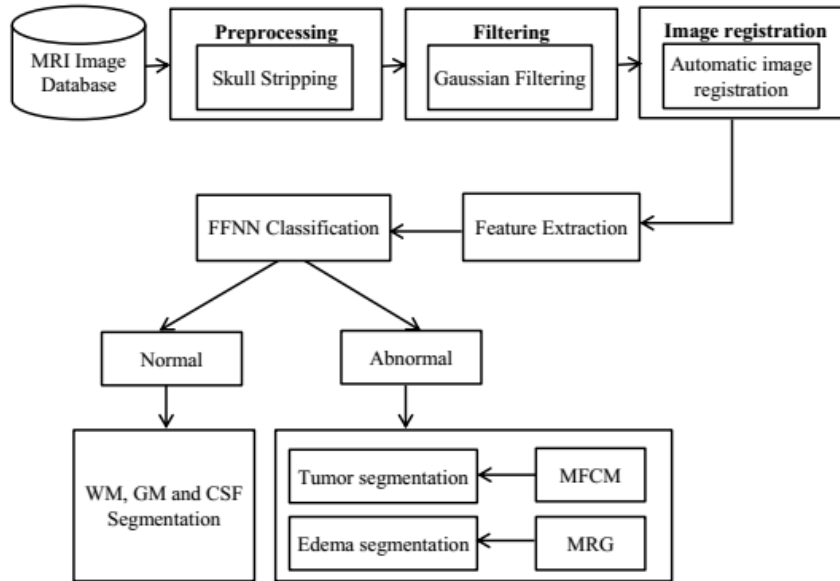 MRI Image
Database
Preprocessing
Skull Stripping
Filtering
Gaussian Filtering
Image registration
Automatic image
registration
FFNN Classification
Feature Extraction
Normal
Abnormal
WM, GM and CSF
Segmentation
Tumor segmentation
MFCM
Edema segmentation
MRG